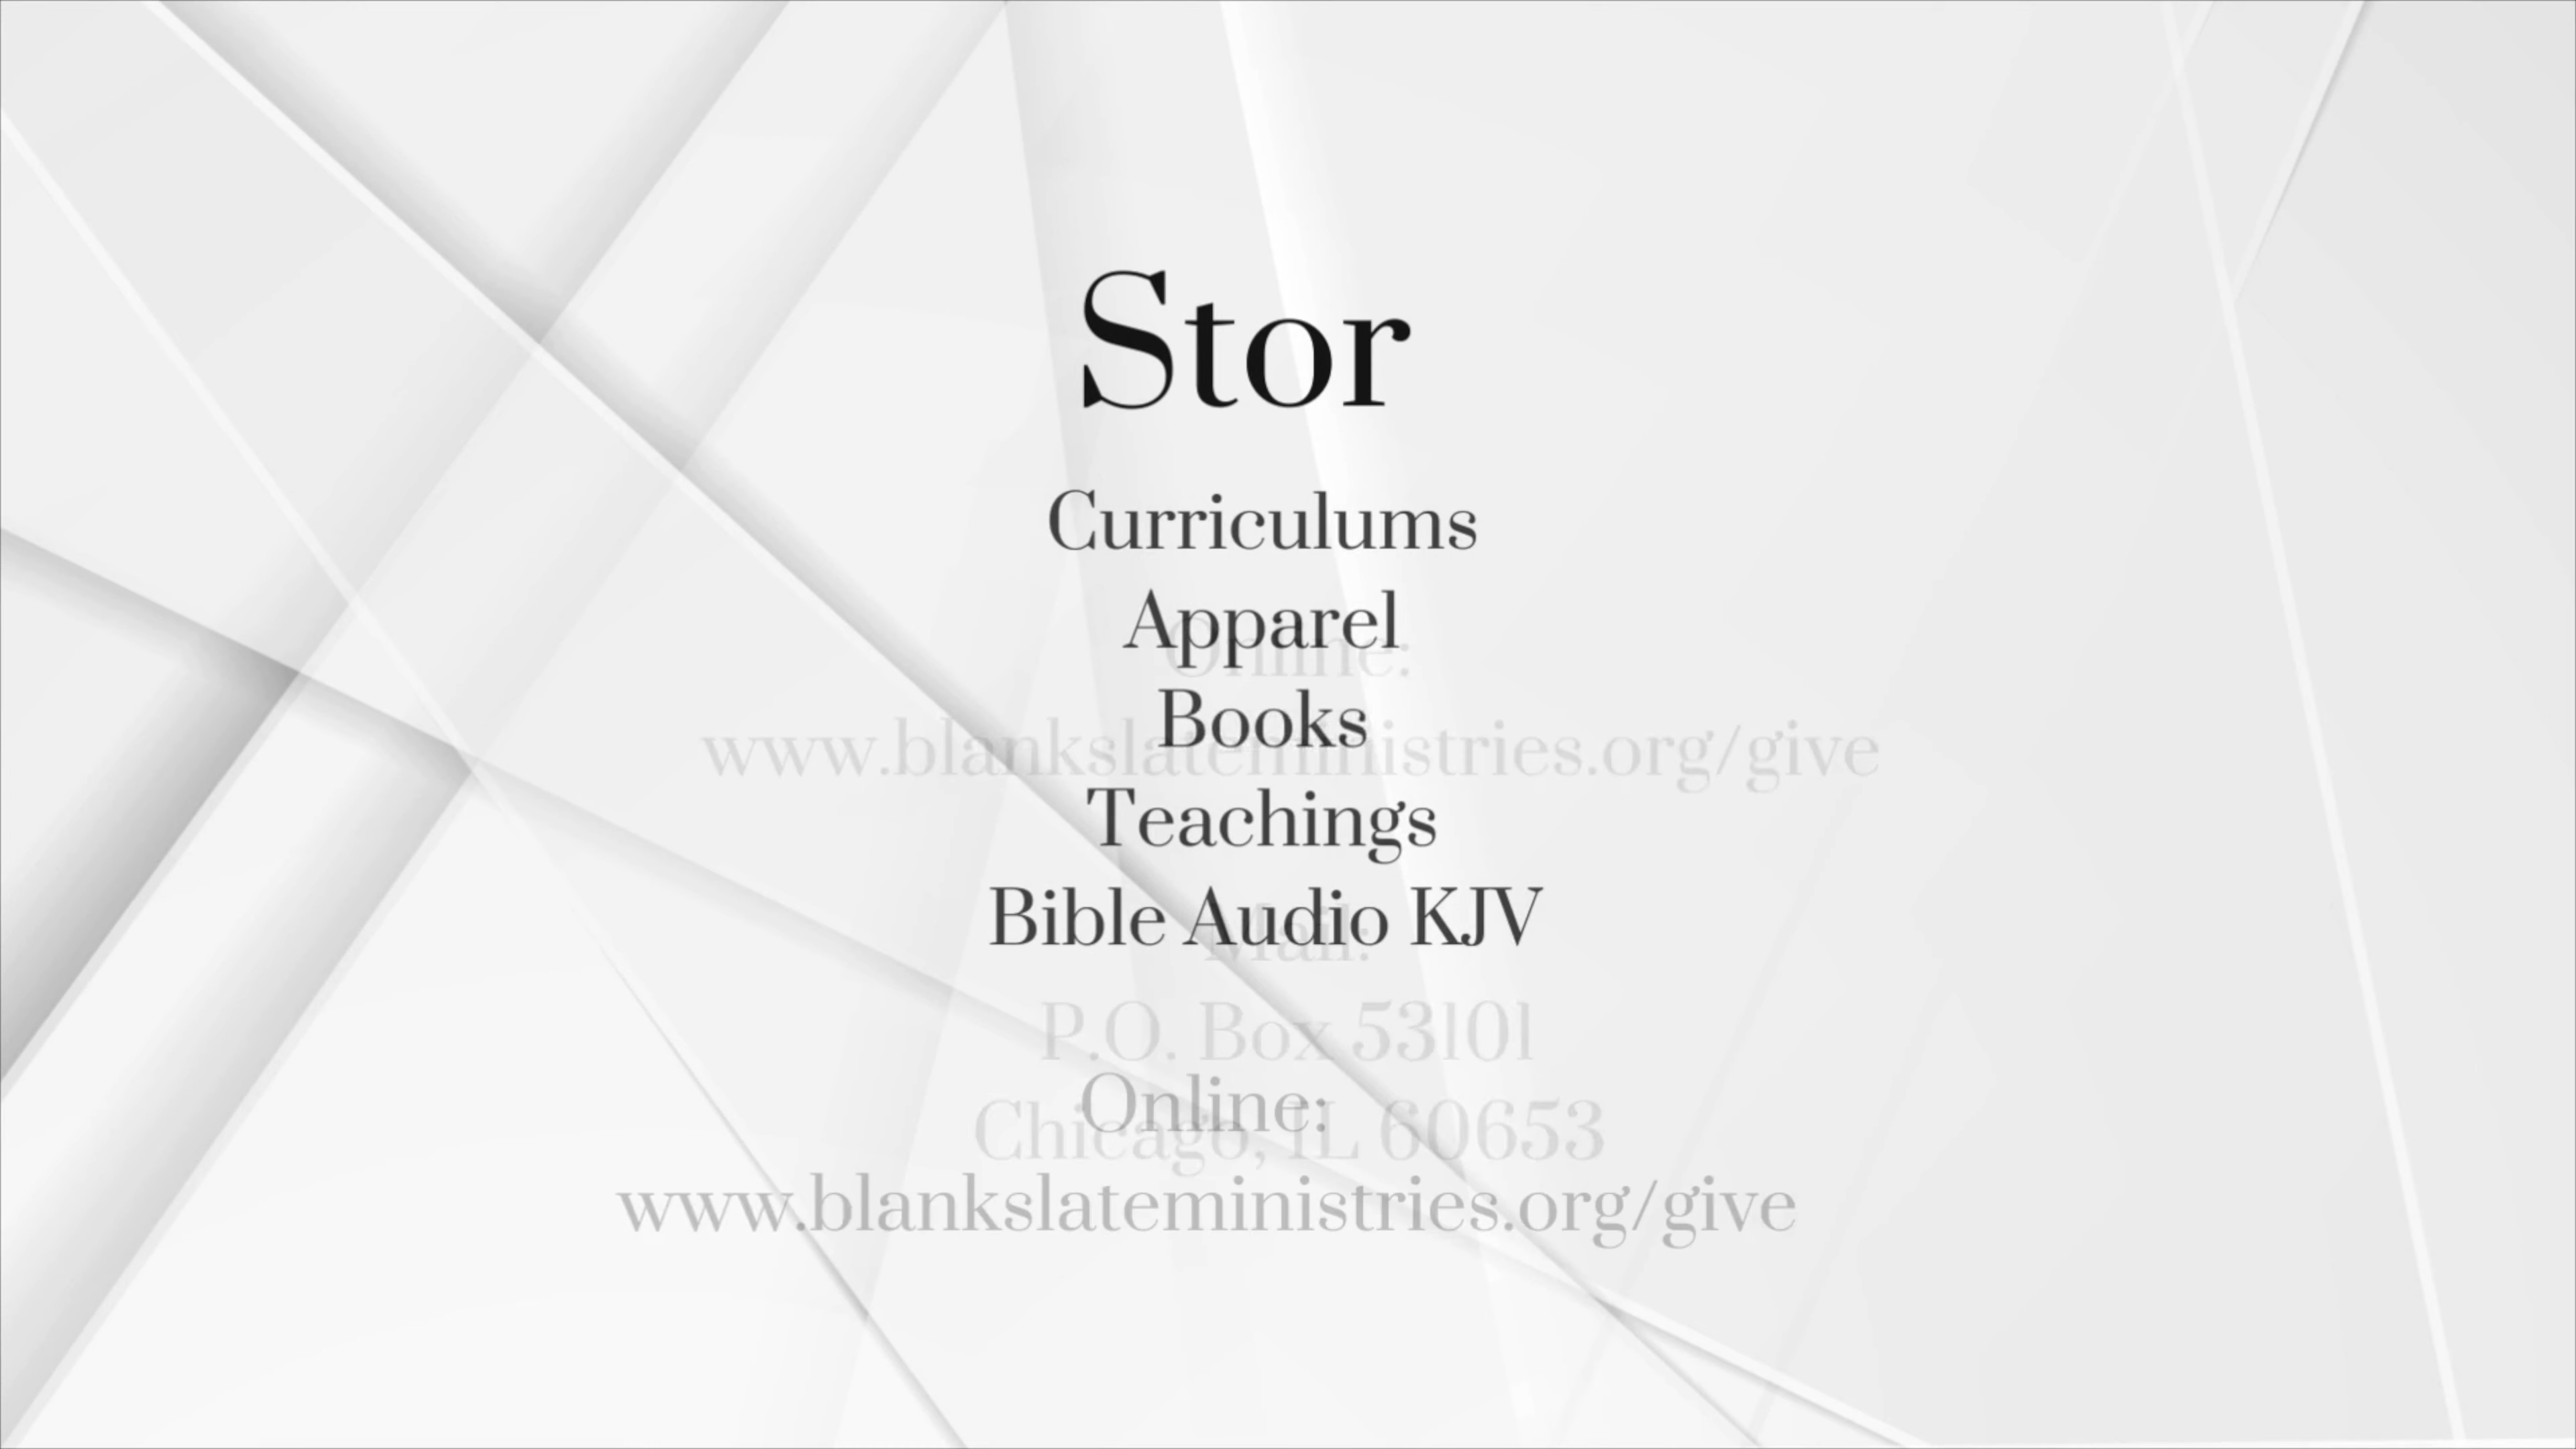 Stor
Curriculums
Apparel
Online:
Books
www.blankslateministries.org/give
Teachings
Bible Audio KJV
Mail:
P.O. Box 53101
Online:
Chicago, IL 60653
www.blankslateministries.org/give